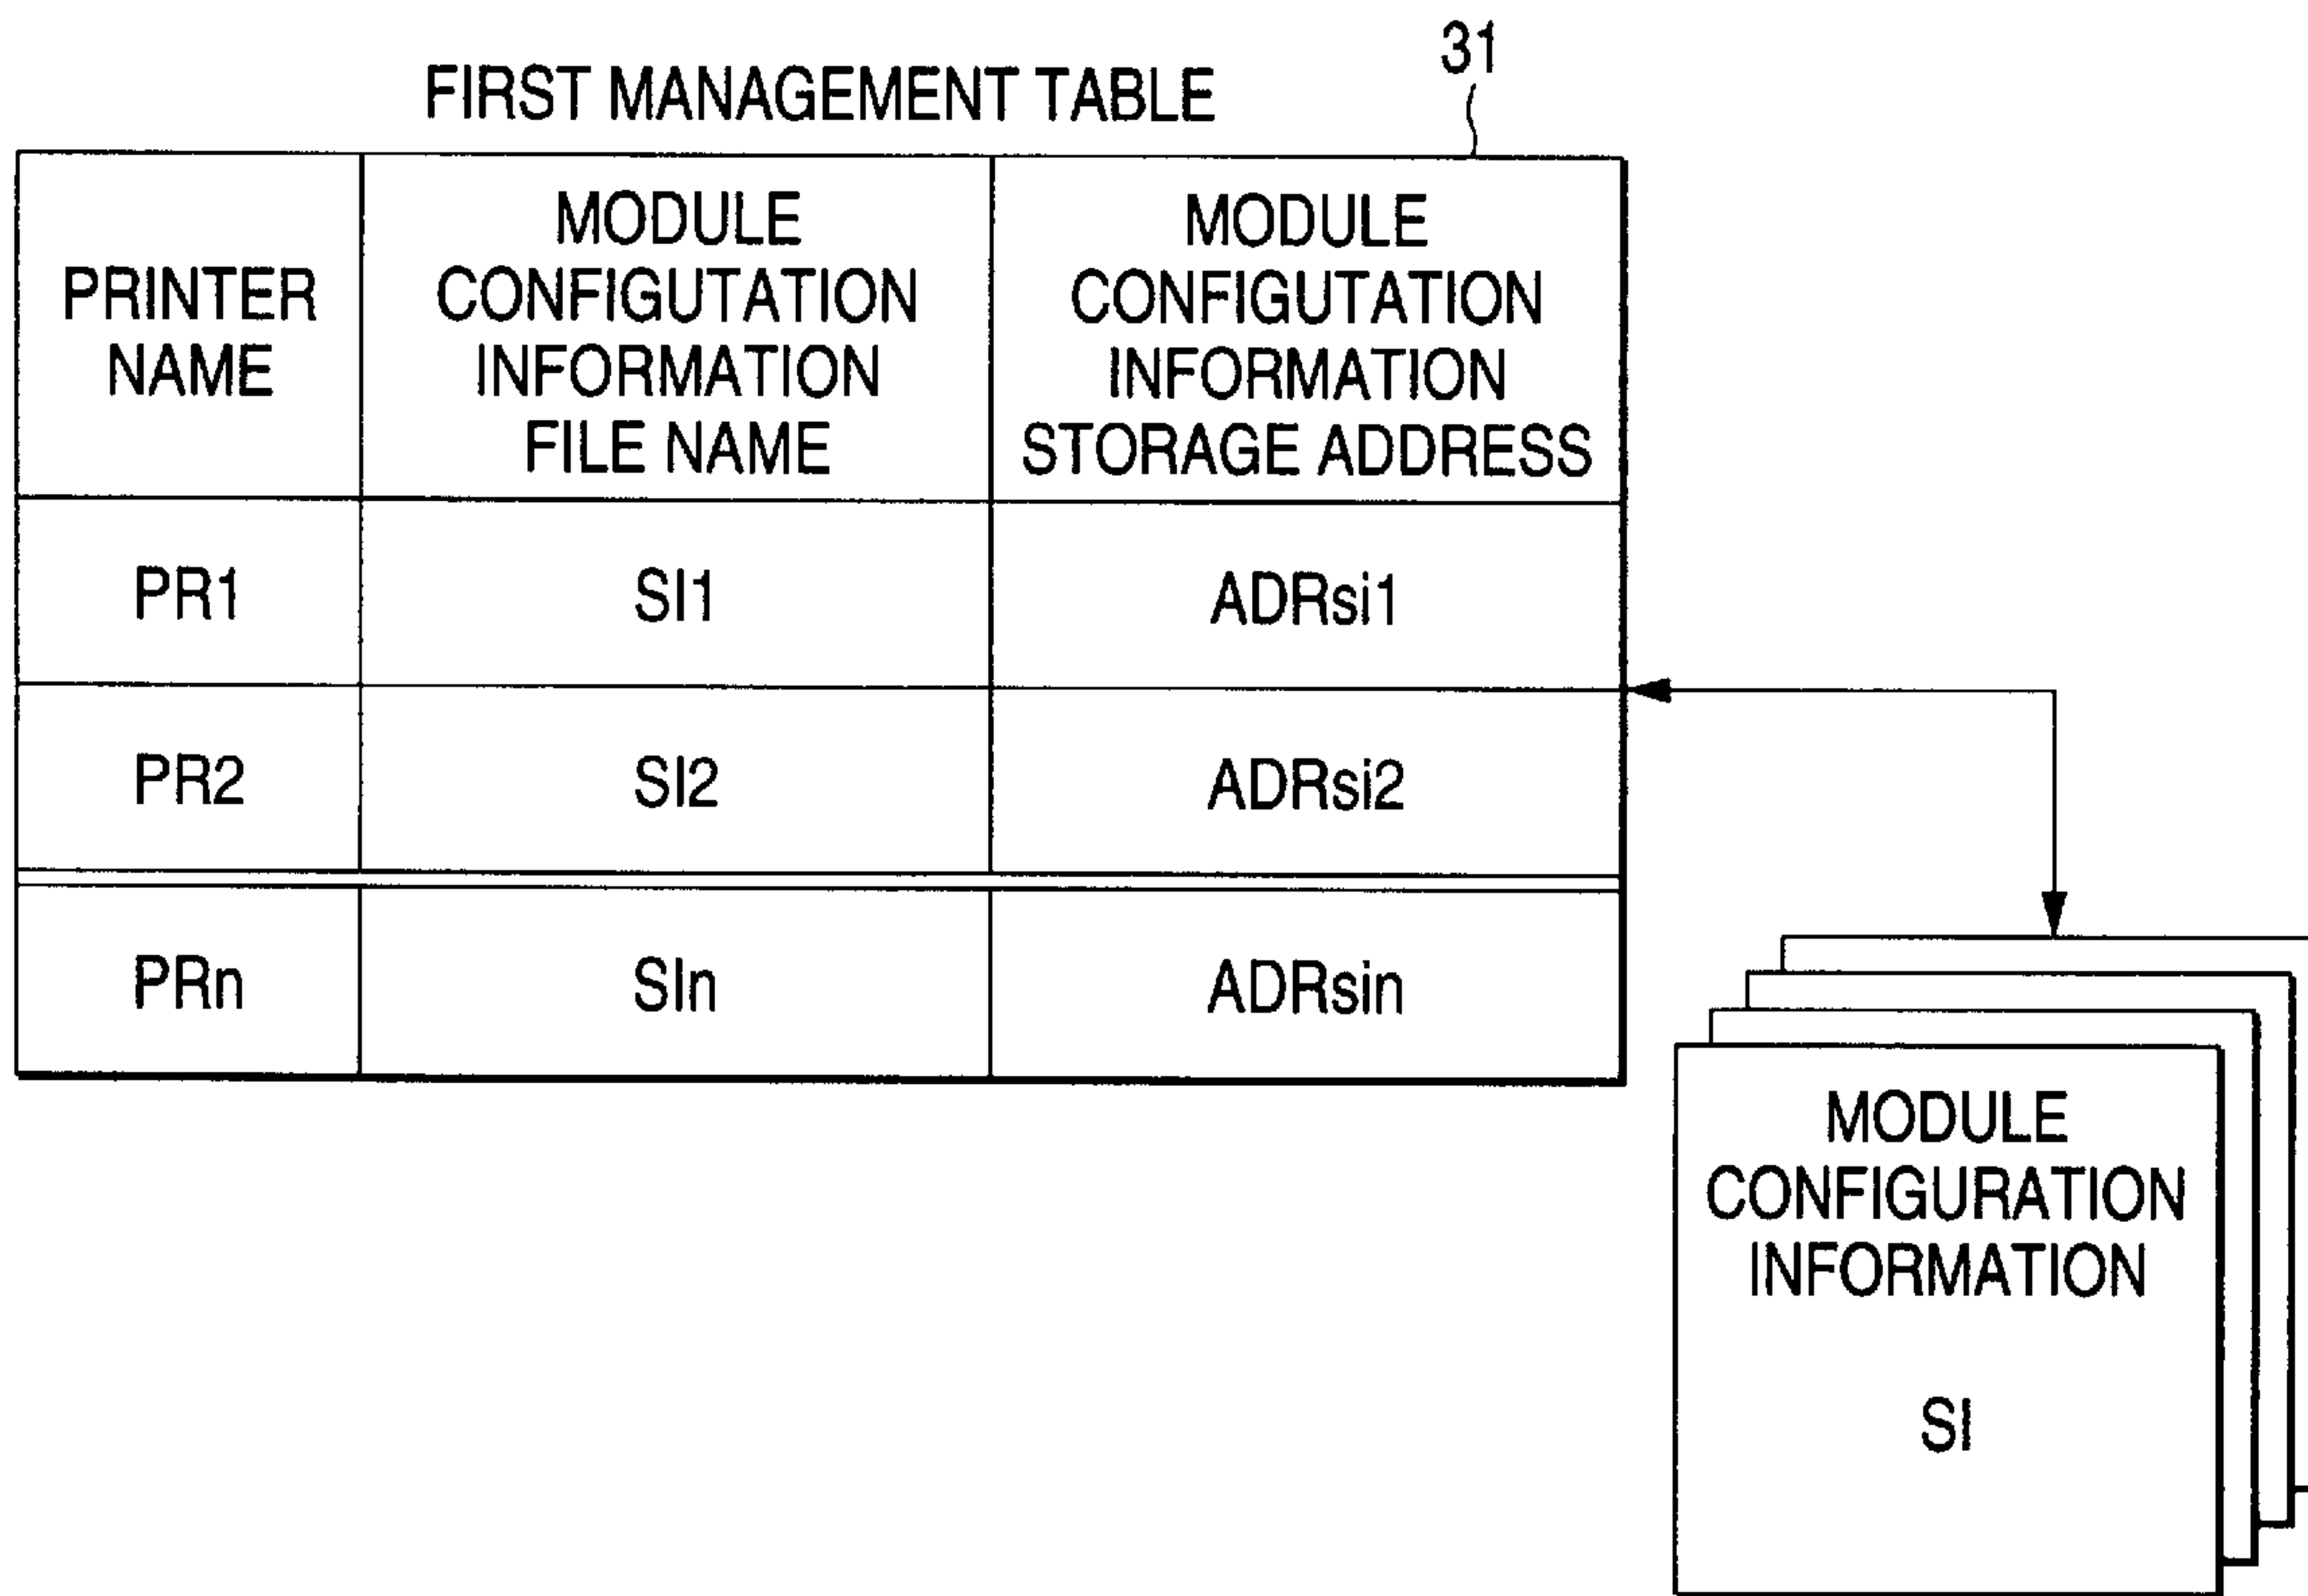 31
FIRST MANAGEMENT TABLE
PRINTER
NAME
MODULE
CONFIGUTATION
INFORMATION
FILE NAME
MODULE
CONFIGUTATION
INFORMATION
STORAGE ADDRESS
PR1
SI1
ADRsi1
PR2
SI2
ADRsi2
PRn
SIn
ADRsin
MODULE
CONFIGURATION
INFORMATION
SI